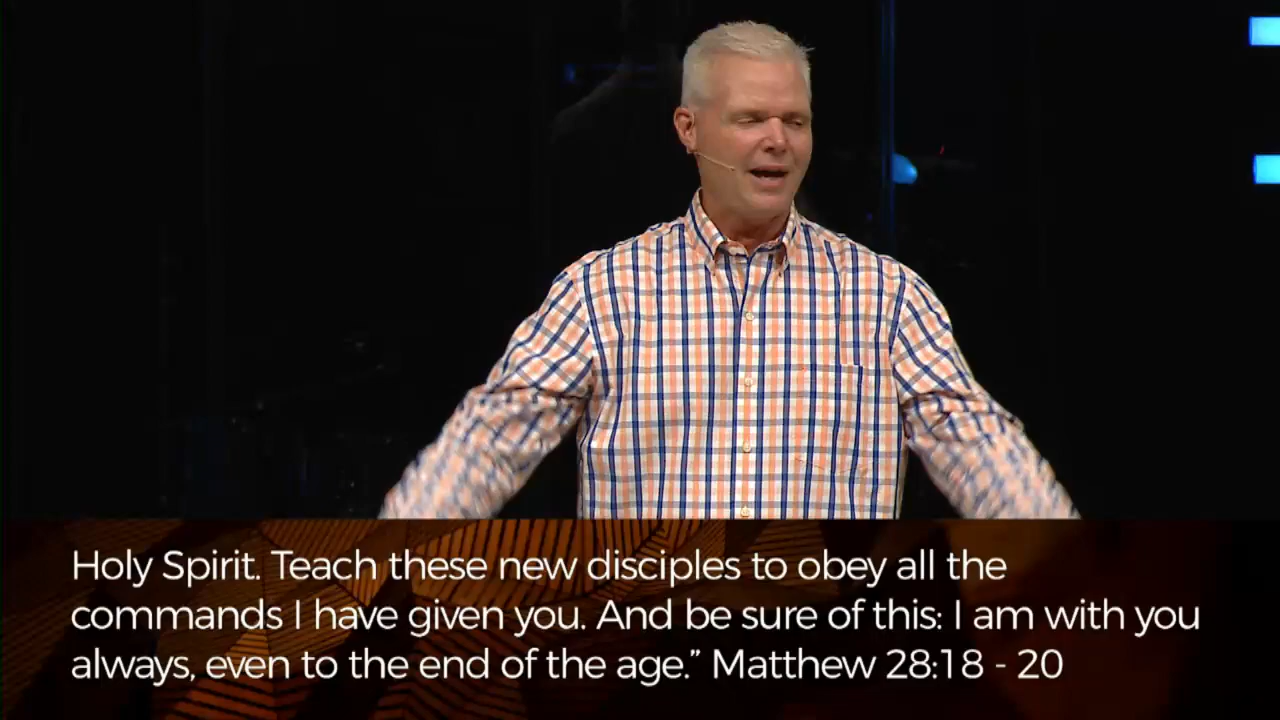 Holy Spirit. Teach these new disciples to obey all the
commands I have given you. And be sure of this: I am with you
always, even to the end of the age.” Matthew 28:18 - 20